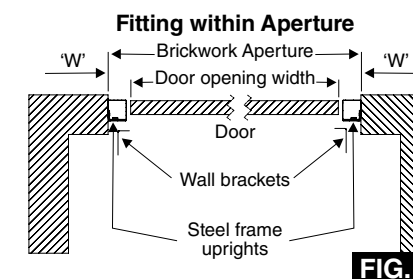 Fitting within Aperture
‘W’ Brickwork Aperture ‘W’
Door opening width
Door
Wall brackets
Steel frame
uprights
FIG.